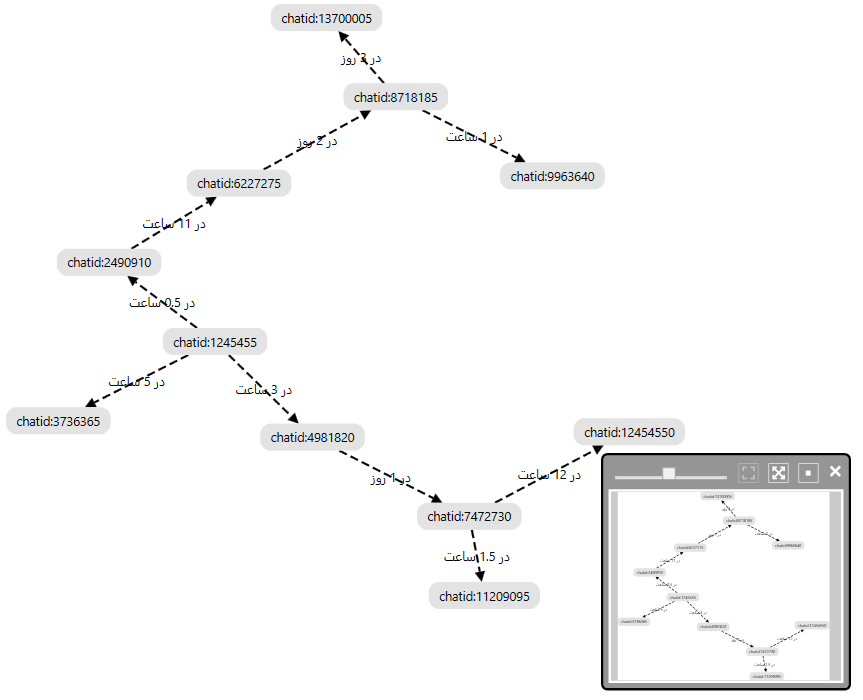 chatid:13700005
در 3 روز
chatid:8718185
در 2 روز
در 1 ساعت
chatid:9963640
chatid:6227275
در 11 ساعت
chatid:2490910
در 0.5 ساعت
chatid:1245455
در 5 ساعت
در 3 ساعت
chatid:3736365
chatid:4981820
chatid:12454550
در 1 روز
در 12 ساعت
chatid:7472730
در 1.5 ساعت
chatid:11209095